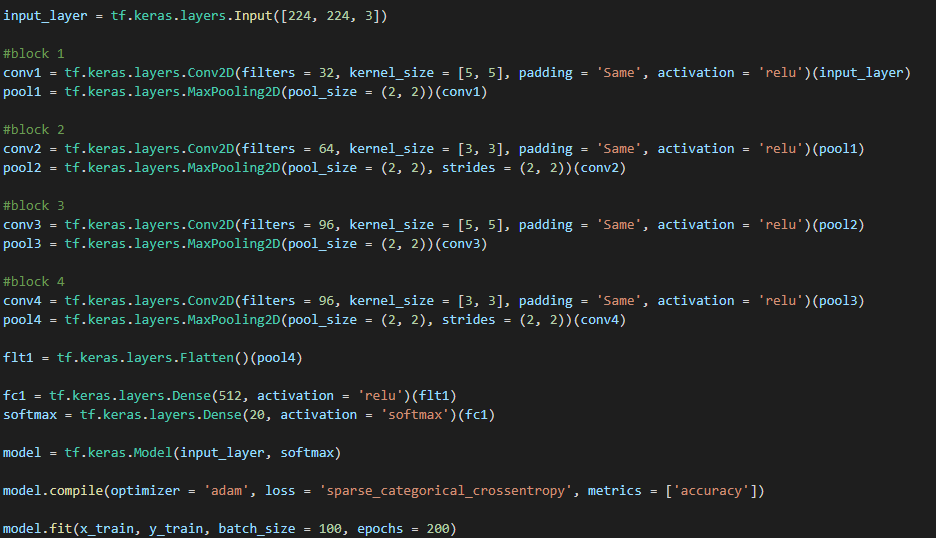 input_layer = tf.keras.layers.Input([224, 224, 3])
#block 1
conv1 = tf.keras.layers.Conv2D(filters = 32, kernel_size = [5, 5], padding = 'Same', activation = 'relu')(input_layer)
pool1 = tf.keras.layers.MaxPooling2D(pool_size = (2, 2))(conv1)
#block 2
conv2 = tf.keras.layers.Conv2D(filters = 64, kernel_size = [3, 3], padding = 'Same', activation = 'relu')(pool1)
pool2 = tf.keras.layers.MaxPooling2D(pool_size = (2, 2), strides = (2, 2))(conv2)
#block 3
conv3 = tf.keras.layers.Conv2D(filters = 96, kernel_size = [5, 5], padding = 'Same', activation = 'relu')(pool2)
pool3 = tf.keras.layers.MaxPooling2D(pool_size = (2, 2))(conv3)
#block 4
conv4 = tf.keras.layers.Conv2D(filters = 96, kernel_size = [3, 3], padding = 'Same', activation = 'relu')(pool3)
pool4 = tf.keras.layers.MaxPooling2D(pool_size = (2, 2), strides = (2, 2))(conv4)
flt1 = tf.keras.layers.Flatten()(pool4)
fc1 = tf.keras.layers.Dense(512, activation = 'relu')(flt1)
softmax = tf.keras.layers.Dense(20, activation = 'softmax')(fc1)
model = tf.keras.Model(input_layer, softmax)
model.compile(optimizer = 'adam', loss = 'sparse_categorical_crossentropy', metrics = ['accuracy'])
model.fit(x_train, y_train, batch_size = 100, epochs = 200)